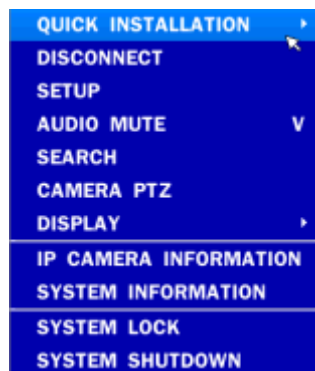 QUICK INSTALLATION
DISCONNECT
SETUP
AUDIO MUTE V
SEARCH
CAMERA PTZ
DISPLAY
IP CAMERA INFORMATION
SYSTEM INFORMATION
SYSTEM LOCK
SYSTEM SHUTDOWN